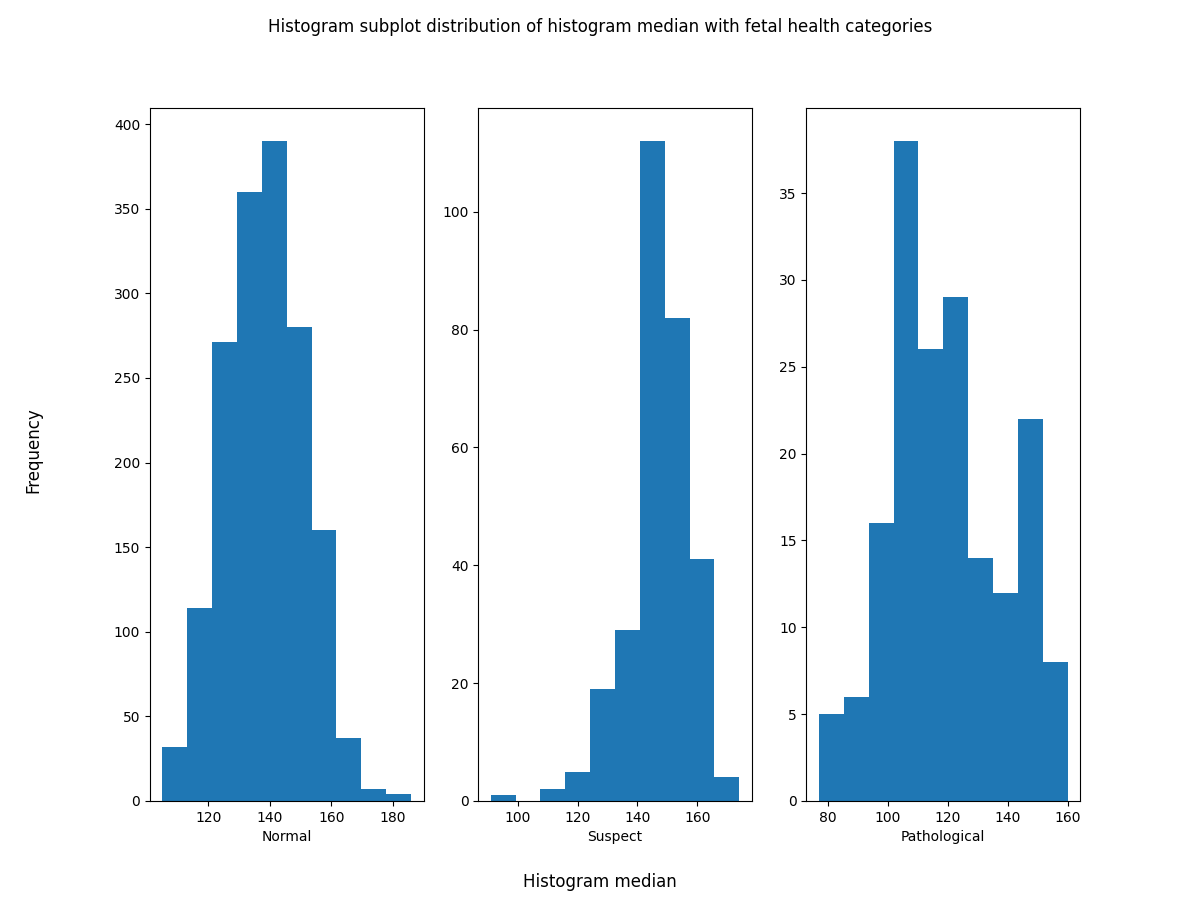 Histogram subplot distribution of histogram median with fetal health categories
Frequency
400
350
300
250
200
150
100
50
0
120 140 160 180
Normal
100
80
60
40
20
0
100 120 140 160
Suspect
35
30
25
20
15
10
5
0
80 100 120 140 160
Pathological
Histogram median